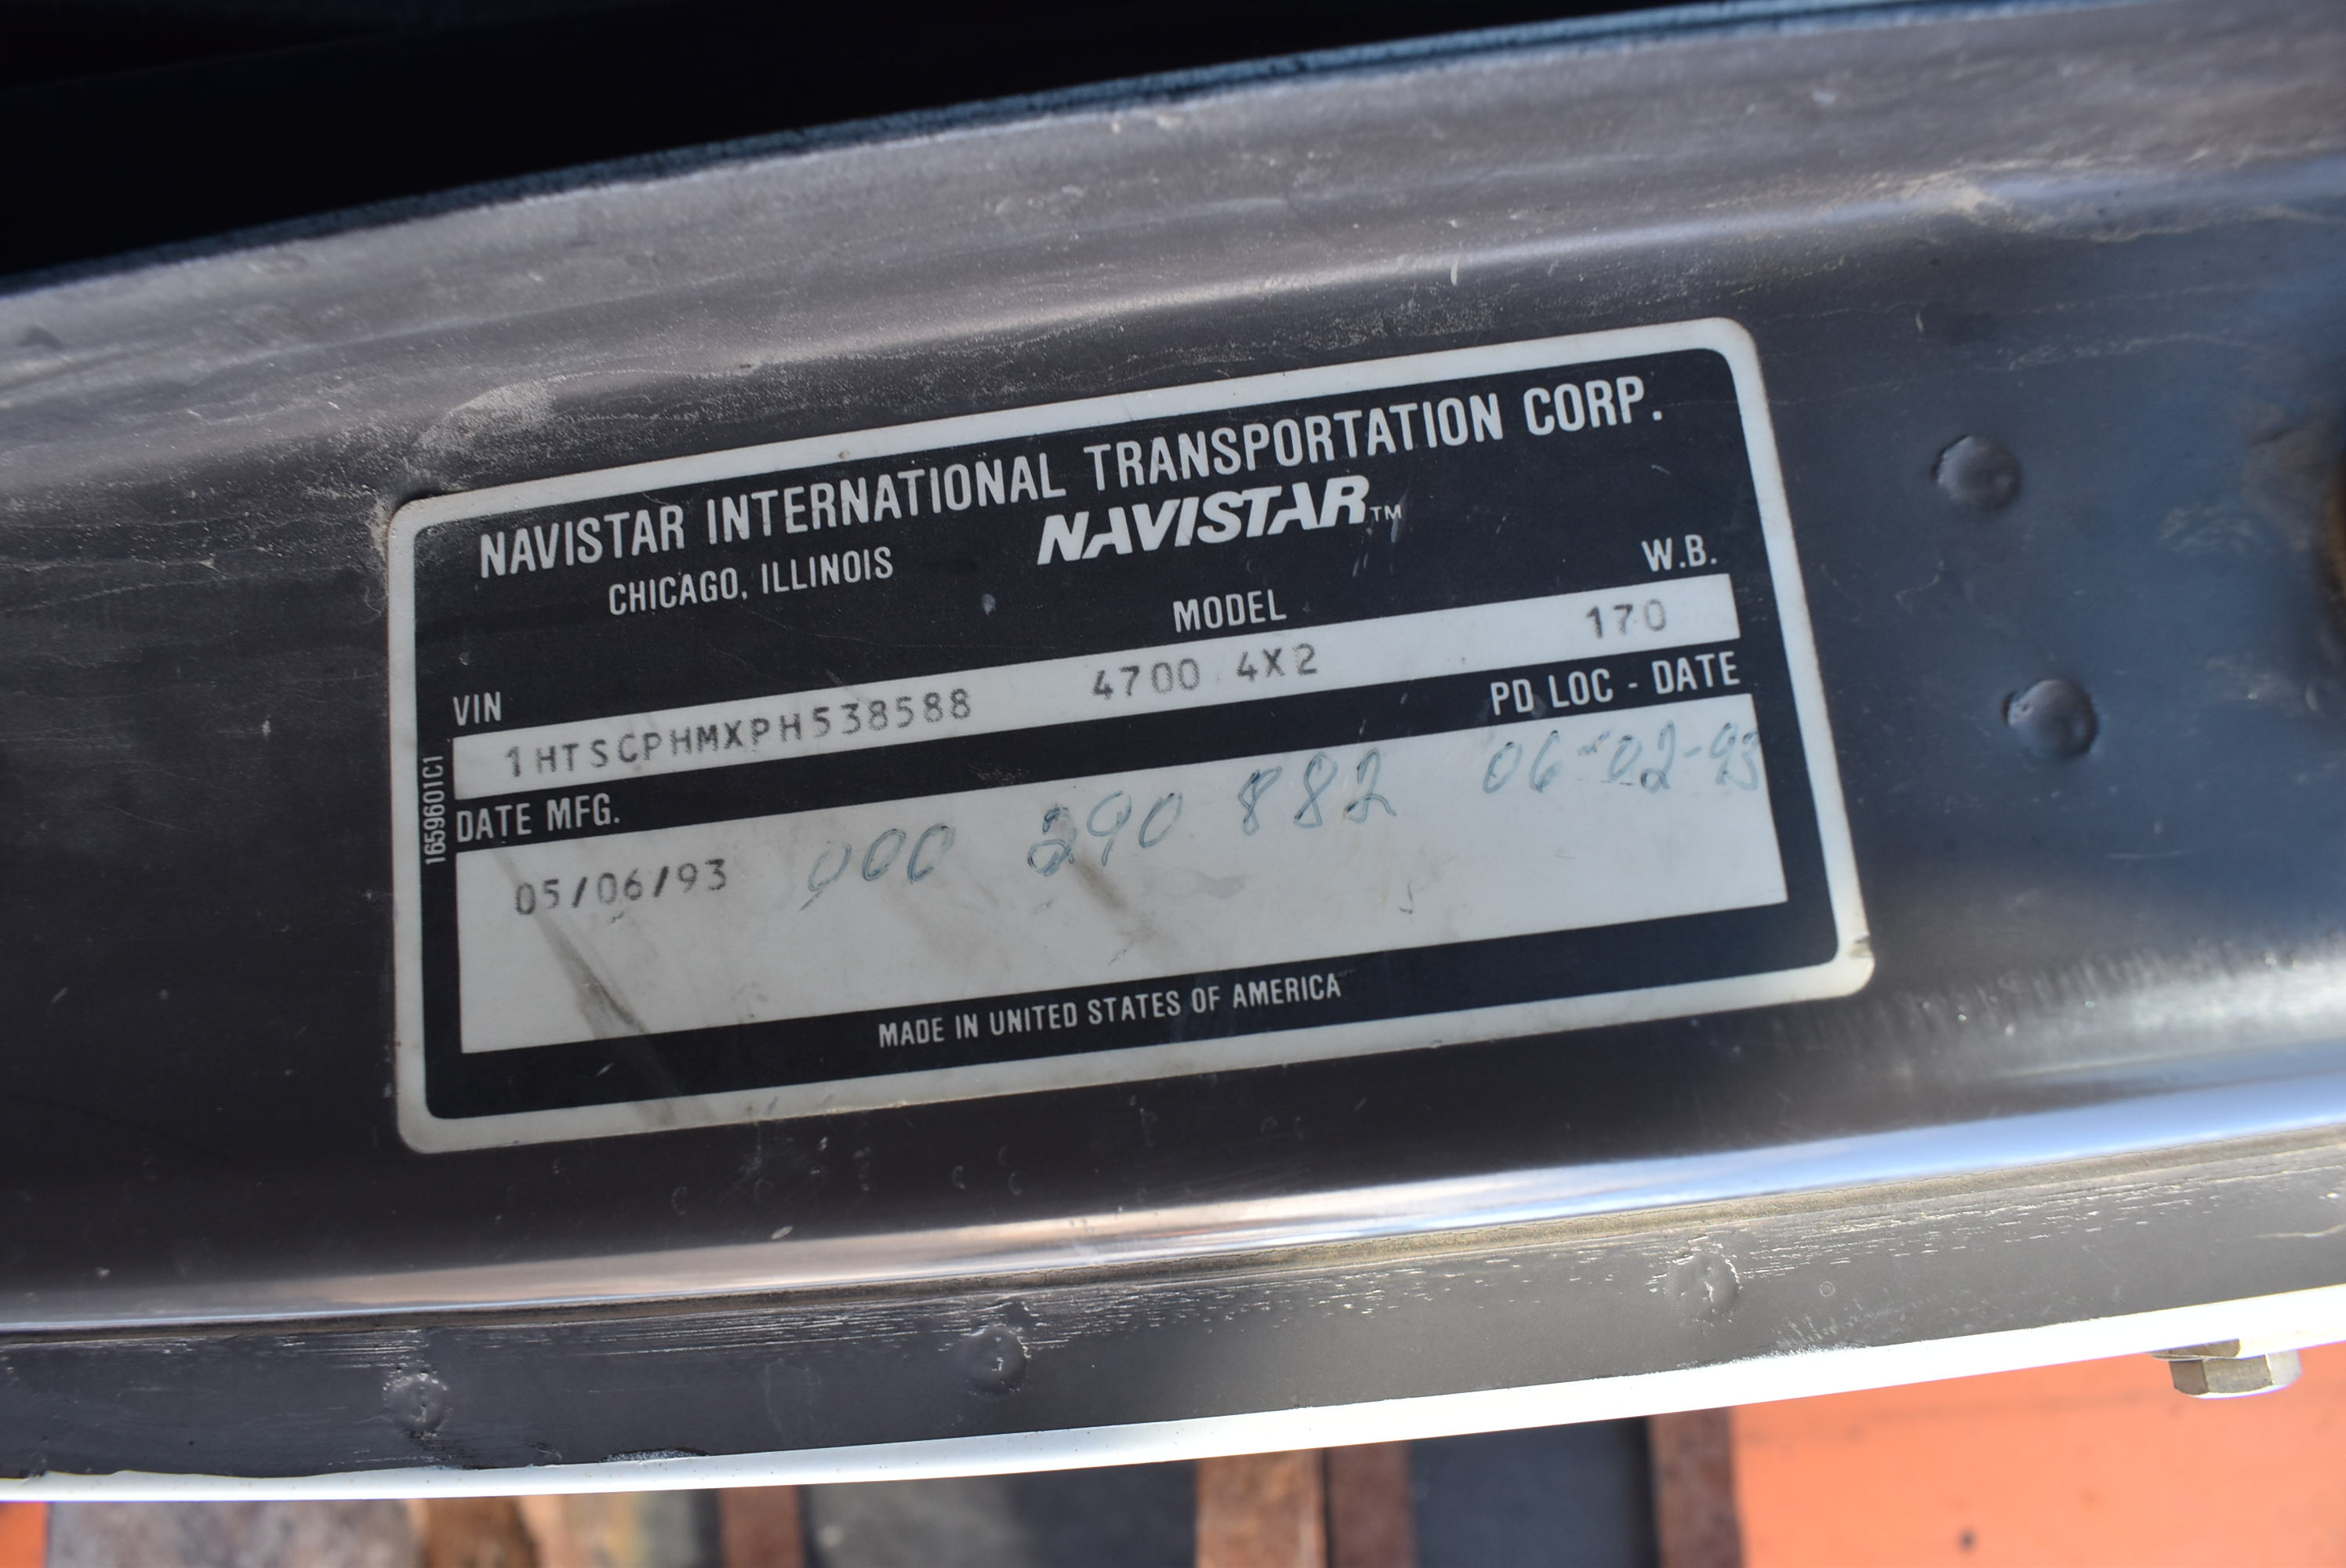 NAVISTAR INTERNATIONAL TRANSPORTATION CORP.
CHICAGO, ILLINOIS NAVISTAR™
VIN MODEL W.B.
1HTSCPHMXPH538588 4700 4X2 170
DATE MFG. PD LOC - DATE
05/06/93 000 290 882 06-02-93
1659601C1
MADE IN UNITED STATES OF AMERICA